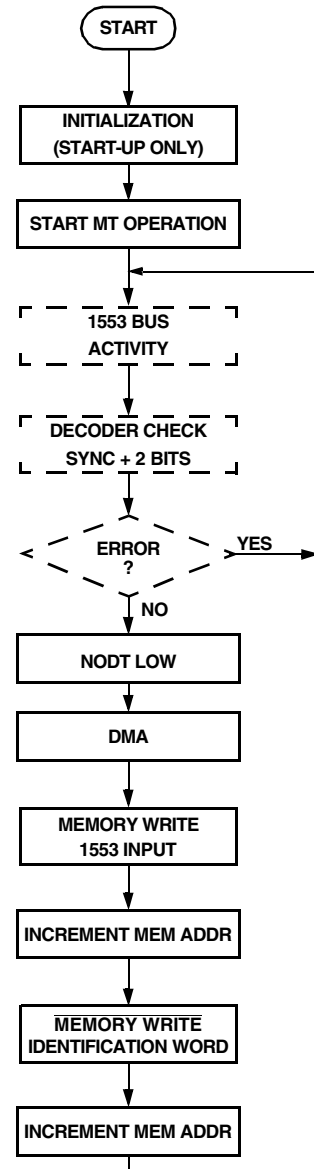 START
INITIALIZATION
(START-UP ONLY)
START MT OPERATION
1553 BUS
ACTIVITY
DECODER CHECK
SYNC + 2 BITS
ERROR
?
YES
NO
NODT LOW
DMA
MEMORY WRITE
1553 INPUT
INCREMENT MEM ADDR
MEMORY WRITE
IDENTIFICATION WORD
INCREMENT MEM ADDR